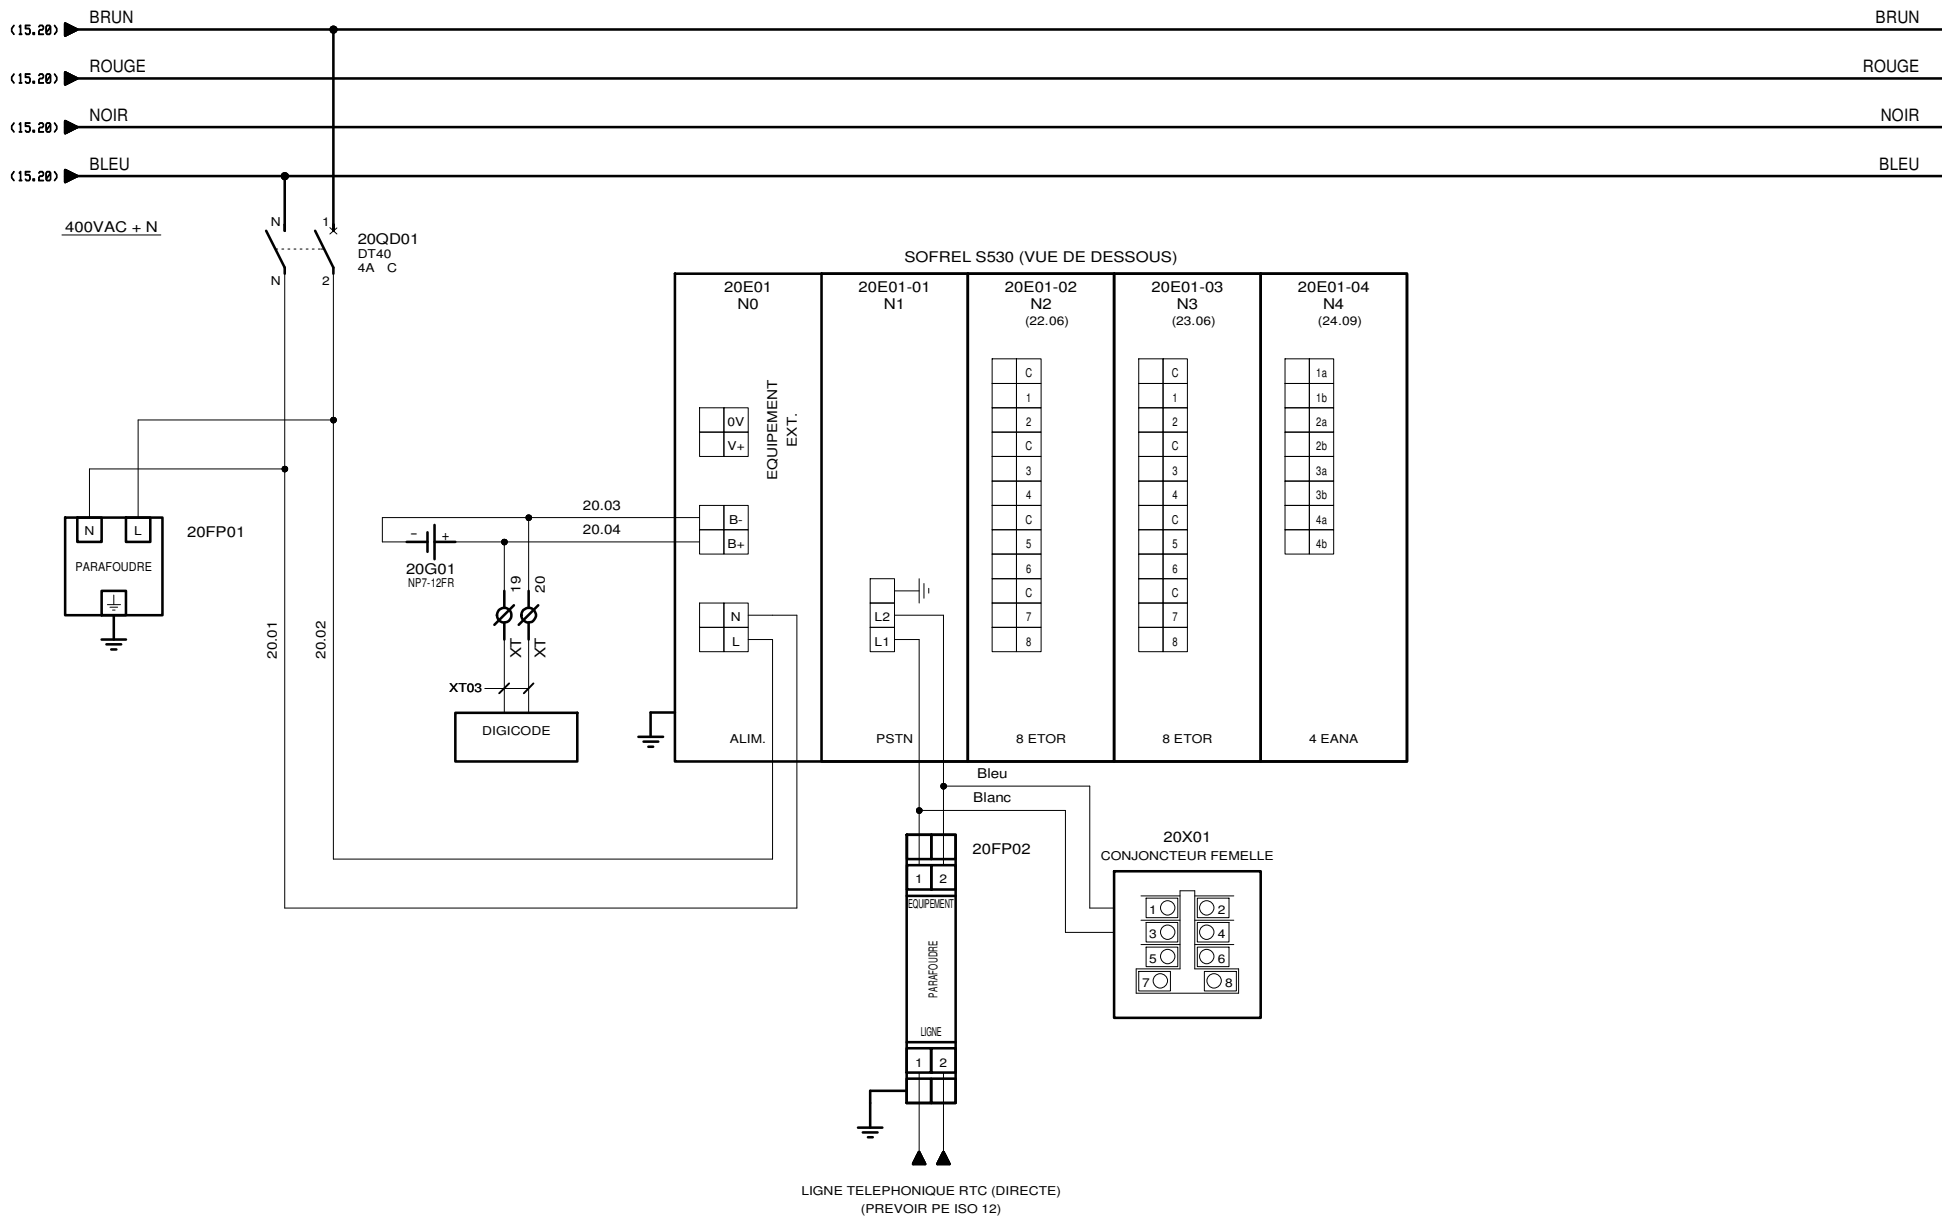 (15.20) BRUN BRUN
(15.20) ROUGE ROUGE
(15.20) NOIR NOIR
(15.20) BLEU BLEU
400VAC + N
N 1
20QD01
DT40
4A C
N 2
SOFREL S530 (VUE DE DESSOUS)
20E01
N0
EQUIPEMENT
EXT.
0V
V+
B-
B+
N
L
ALIM.
20E01-01
N1
L2
L1
PSTN
20E01-02
N2
(22.06)
C
1
2
C
3
4
C
5
6
C
7
8
8 ETOR
20E01-03
N3
(23.06)
C
1
2
C
3
4
C
5
6
C
7
8
8 ETOR
20E01-04
N4
(24.09)
1a
1b
2a
2b
3a
3b
4a
4b
4 EANA
N L
20FP01
PARAFOUDRE
20.01
20.02
20.03
20.04
- +
20G01
NP7-12FR
19
20
XT
XT
XT03
DIGICODE
Bleu
Blanc
20FP02
1 2
EQUIPEMENT
PARAFOUDRE
LIGNE
1 2
20X01
CONJONCTEUR FEMELLE
1 2
3 4
5 6
7 8
LIGNE TELEPHONIQUE RTC (DIRECTE)
(PREVOIR PE ISO 12)